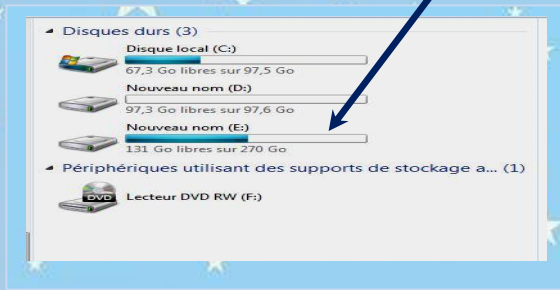 Disques durs (3)
Disque local (C:)
67,3 Go libres sur 97,5 Go
Nouveau nom (D:)
97,3 Go libres sur 97,6 Go
Nouveau nom (E:)
131 Go libres sur 270 Go
Périphériques utilisant des supports de stockage a... (1)
DVD
Lecteur DVD RW (F:)